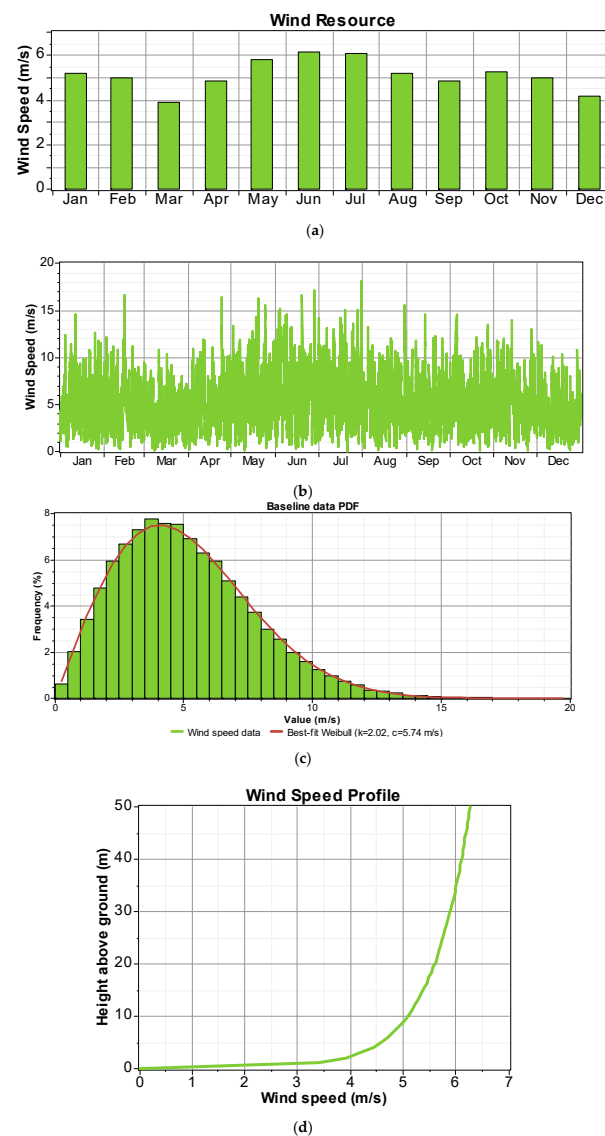 Wind Resource
Wind Speed (m/s)
6
4
2
0
Jan Feb Mar Apr May Jun Jul Aug Sep Oct Nov Dec
(a)
Wind Speed (m/s)
20
15
10
5
0
Jan Feb Mar Apr May Jun Jul Aug Sep Oct Nov Dec
(b)
Baseline data PDF
Frequency (%)
8
6
4
2
0
0 5 10 15 20
Value (m/s)
Wind speed data Best-fit Weibull (k=2.02, c=5.74 m/s)
(c)
Wind Speed Profile
Height above ground (m)
50
40
30
20
10
0
0 1 2 3 4 5 6 7
Wind speed (m/s)
(d)